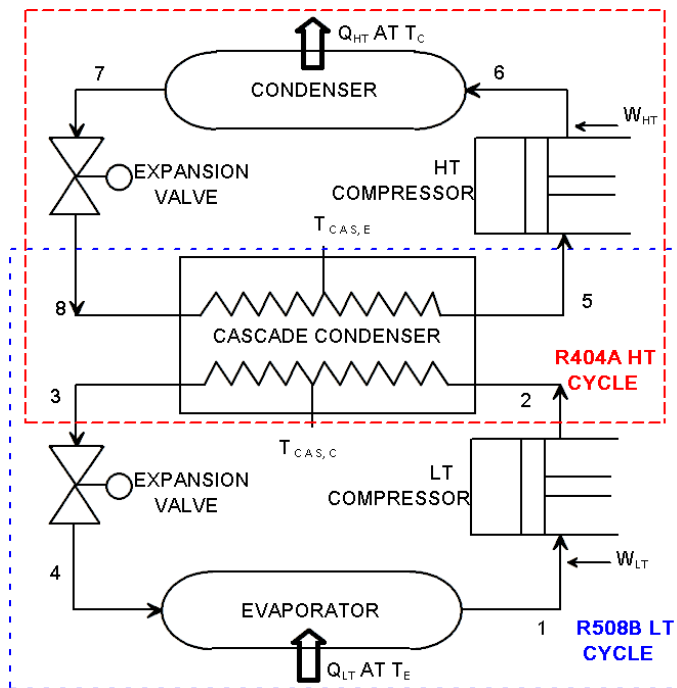 Q_HT AT T_C
7
6
CONDENSER
W_HT
EXPANSION
VALVE
HT
COMPRESSOR
T_CAS,E
8
5
CASCADE CONDENSER
R404A HT
CYCLE
3
2
T_CAS,C
EXPANSION
VALVE
LT
COMPRESSOR
4
W_LT
EVAPORATOR
1
R508B LT
CYCLE
Q_LT AT T_E